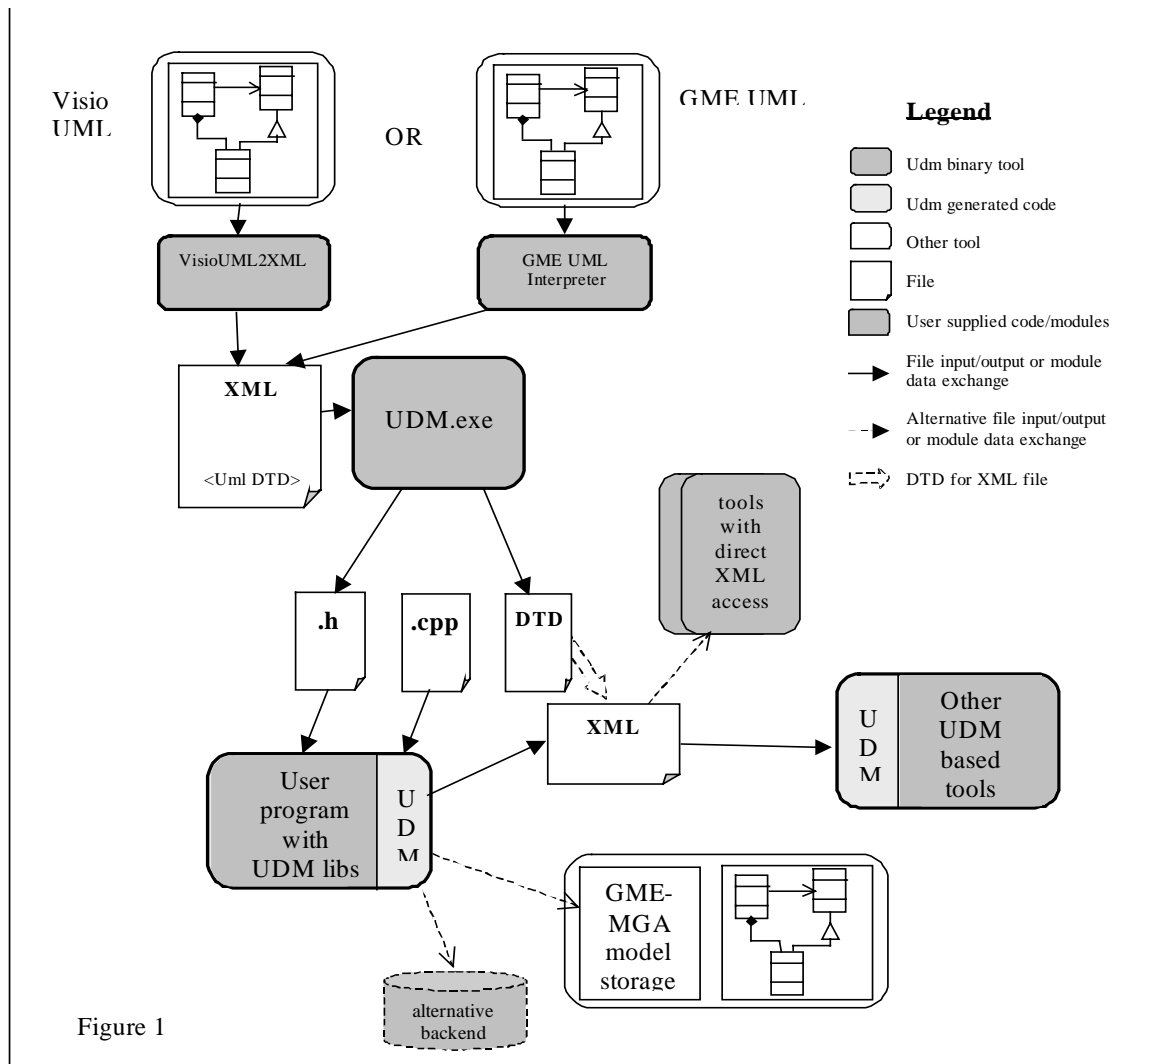 Visio
UML
OR
GME UML
Legend
Udm binary tool
Udm generated code
Other tool
File
User supplied code/modules
File input/output or module
data exchange
Alternative file input/output
or module data exchange
DTD for XML file
VisioUML2XML
GME UML
Interpreter
XML
<Uml DTD>
UDM.exe
tools
with
direct
XML
access
.h
.cpp
DTD
XML
U
D
M
Other
UDM
based
tools
User
program
with
UDM libs
U
D
M
GME-
MGA
model
storage
alternative
backend
Figure 1